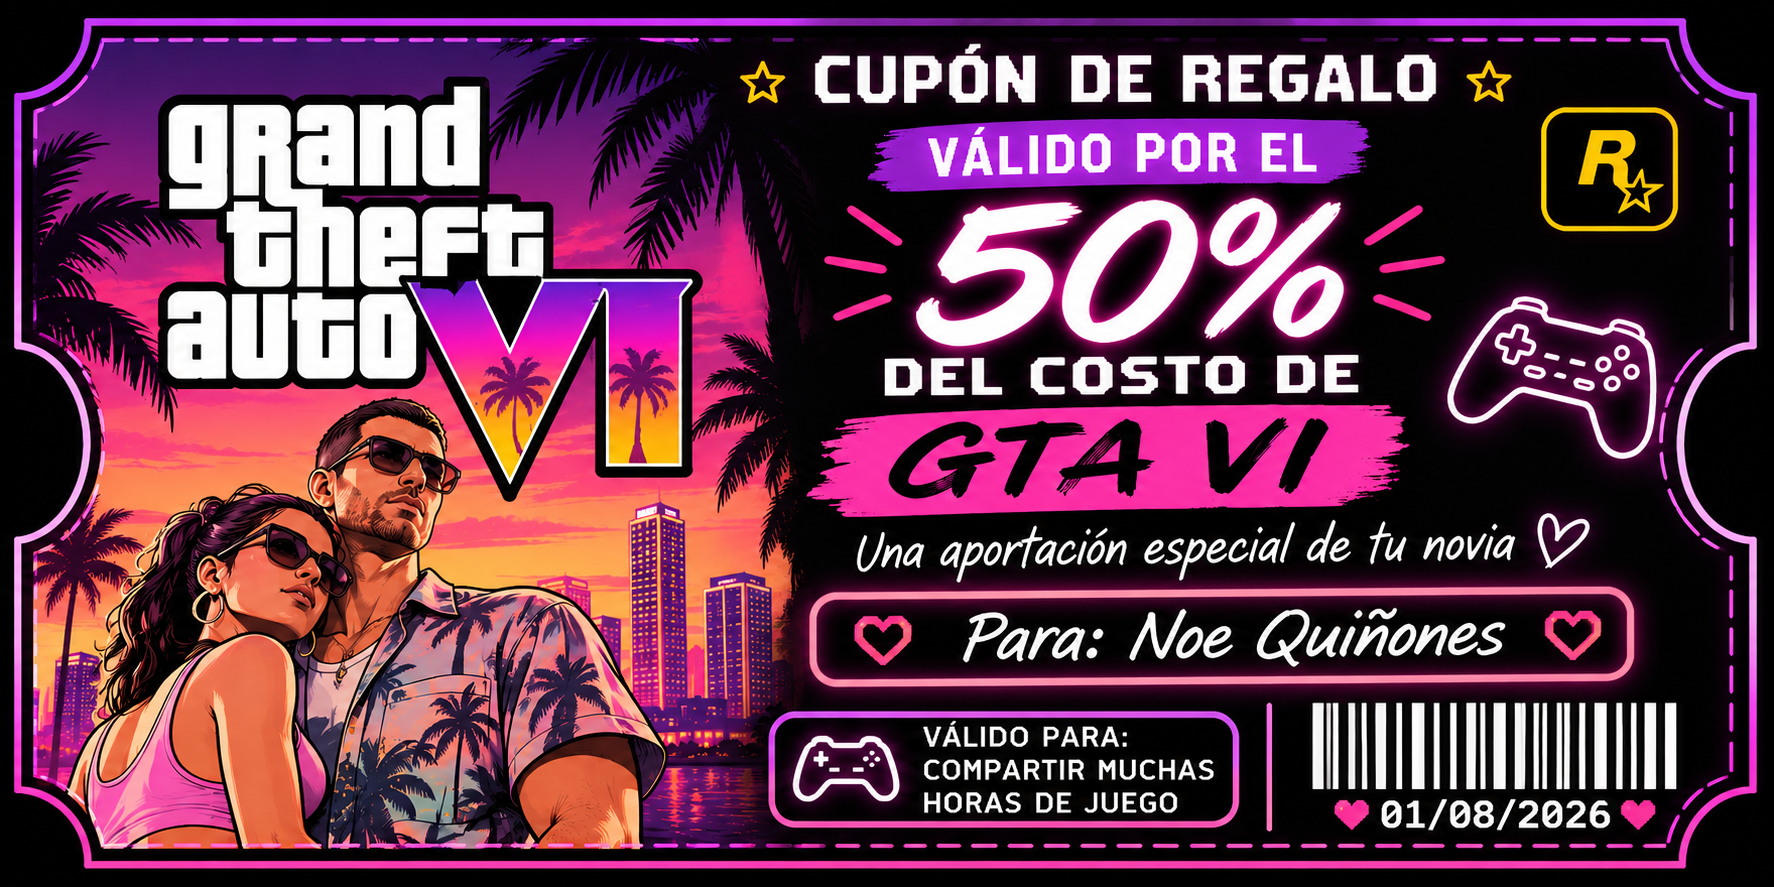 grand
theft
auto
VI
CUPÓN DE REGALO
VÁLIDO POR EL
50%
DEL COSTO DE
GTA VI
Una aportación especial de tu novia
Para: Noe Quiñones
VÁLIDO PARA:
COMPARTIR MUCHAS
HORAS DE JUEGO
01/08/2026
R